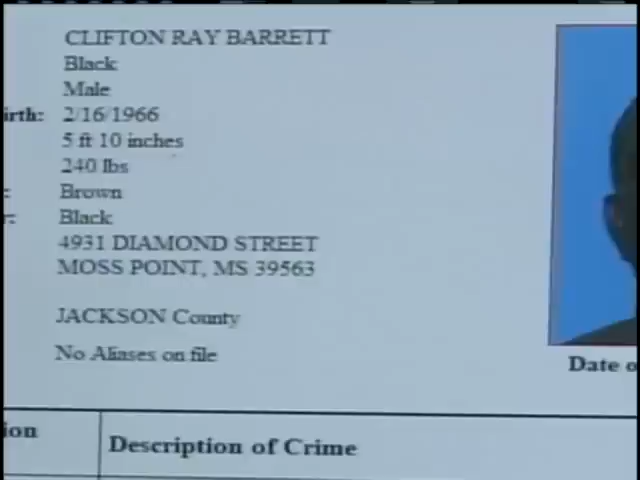 CLIFTON RAY BARRETT
Black
Male
irth: 2/16/1966
5 ft 10 inches
240 lbs
: Brown
r: Black
4931 DIAMOND STREET
MOSS POINT, MS 39563
JACKSON County
No Aliases on file
Date o
ion Description of Crime